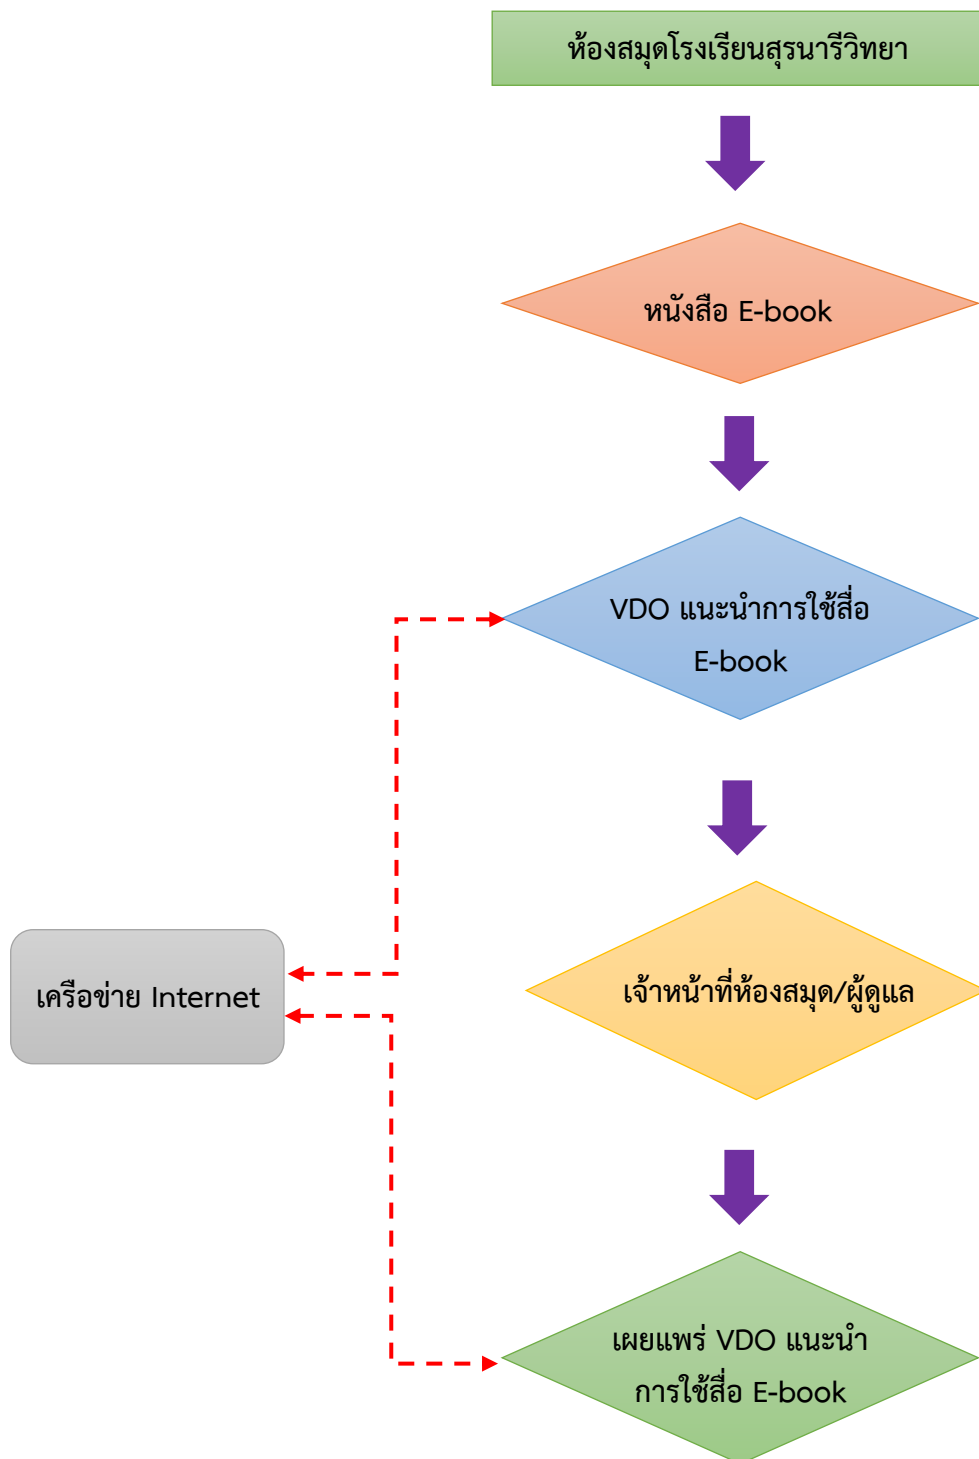 ห้องสมุดโรงเรียนสุรนารีวิทยา
หนังสือ E-book
VDO แนะนำการใช้สื่อ
E-book
เครือข่าย Internet
เจ้าหน้าที่ห้องสมุด/ผู้ดูแล
เผยแพร่ VDO แนะนำ
การใช้สื่อ E-book